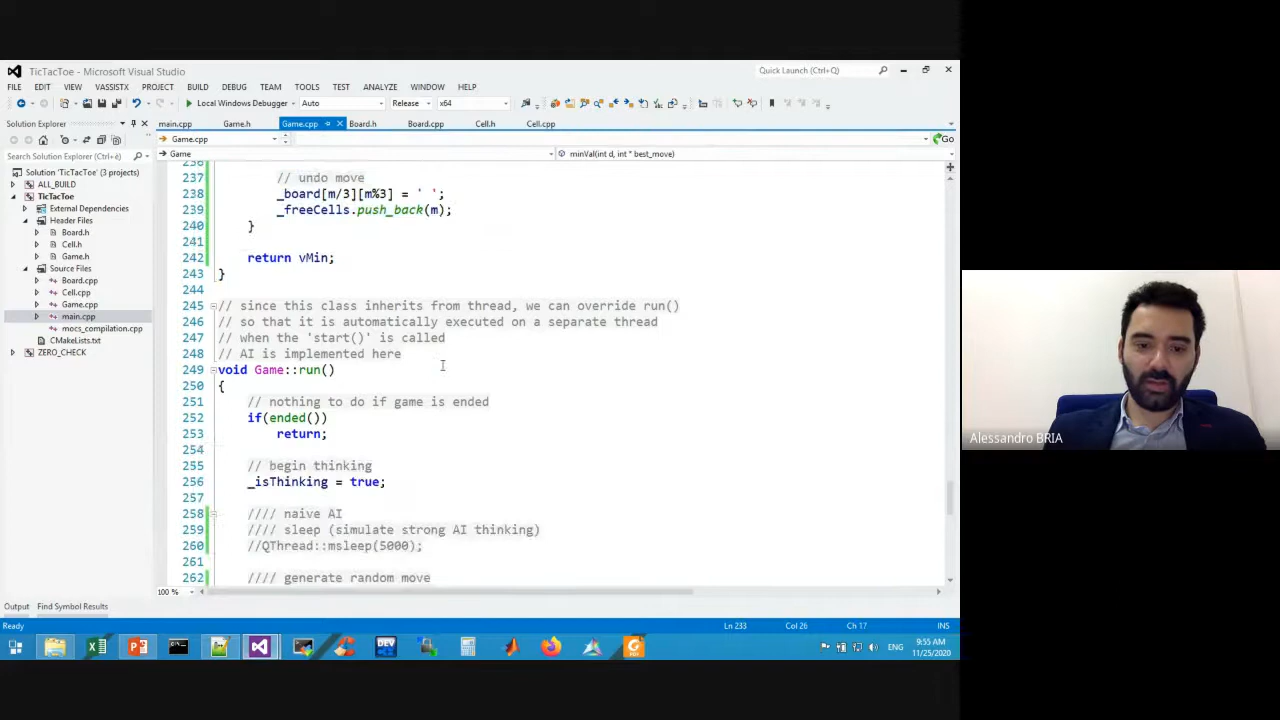 TicTacToe - Microsoft Visual Studio
Quick Launch (Ctrl+Q)
FILE EDIT VIEW VASSISTX PROJECT BUILD DEBUG TEAM TOOLS TEST ANALYZE WINDOW HELP
Local Windows Debugger Auto Release x64
Solution Explorer
main.cpp Game.h Game.cpp Board.h Board.cpp Cell.h Cell.cpp
Game.cpp
Go
Search Solution Explorer (Ctrl+è)
Game
minVal(int d, int * best_move)
Solution 'TicTacToe' (3 projects)
ALL_BUILD
TicTacToe
External Dependencies
Header Files
Board.h
Cell.h
Game.h
Source Files
Board.cpp
Cell.cpp
Game.cpp
main.cpp
mocs_compilation.cpp
CMakeLists.txt
ZERO_CHECK
236
237 // undo move
238 _board[m/3][m%3] = ' ';
239 _freeCells.push_back(m);
240 }
241
242 return vMin;
243 }
244
245 // since this class inherits from thread, we can override run()
246 // so that it is automatically executed on a separate thread
247 // when the 'start()' is called
248 // AI is implemented here
249 void Game::run()
250 {
251 // nothing to do if game is ended
252 if(ended())
253 return;
254
255 // begin thinking
256 _isThinking = true;
257
258 //// naive AI
259 //// sleep (simulate strong AI thinking)
260 //QThread::msleep(5000);
261
262 //// generate random move
100 %
Output Find Symbol Results
Ready
Ln 233 Col 26 Ch 17 INS
ENG
9:55 AM
11/25/2020
Alessandro BRIA